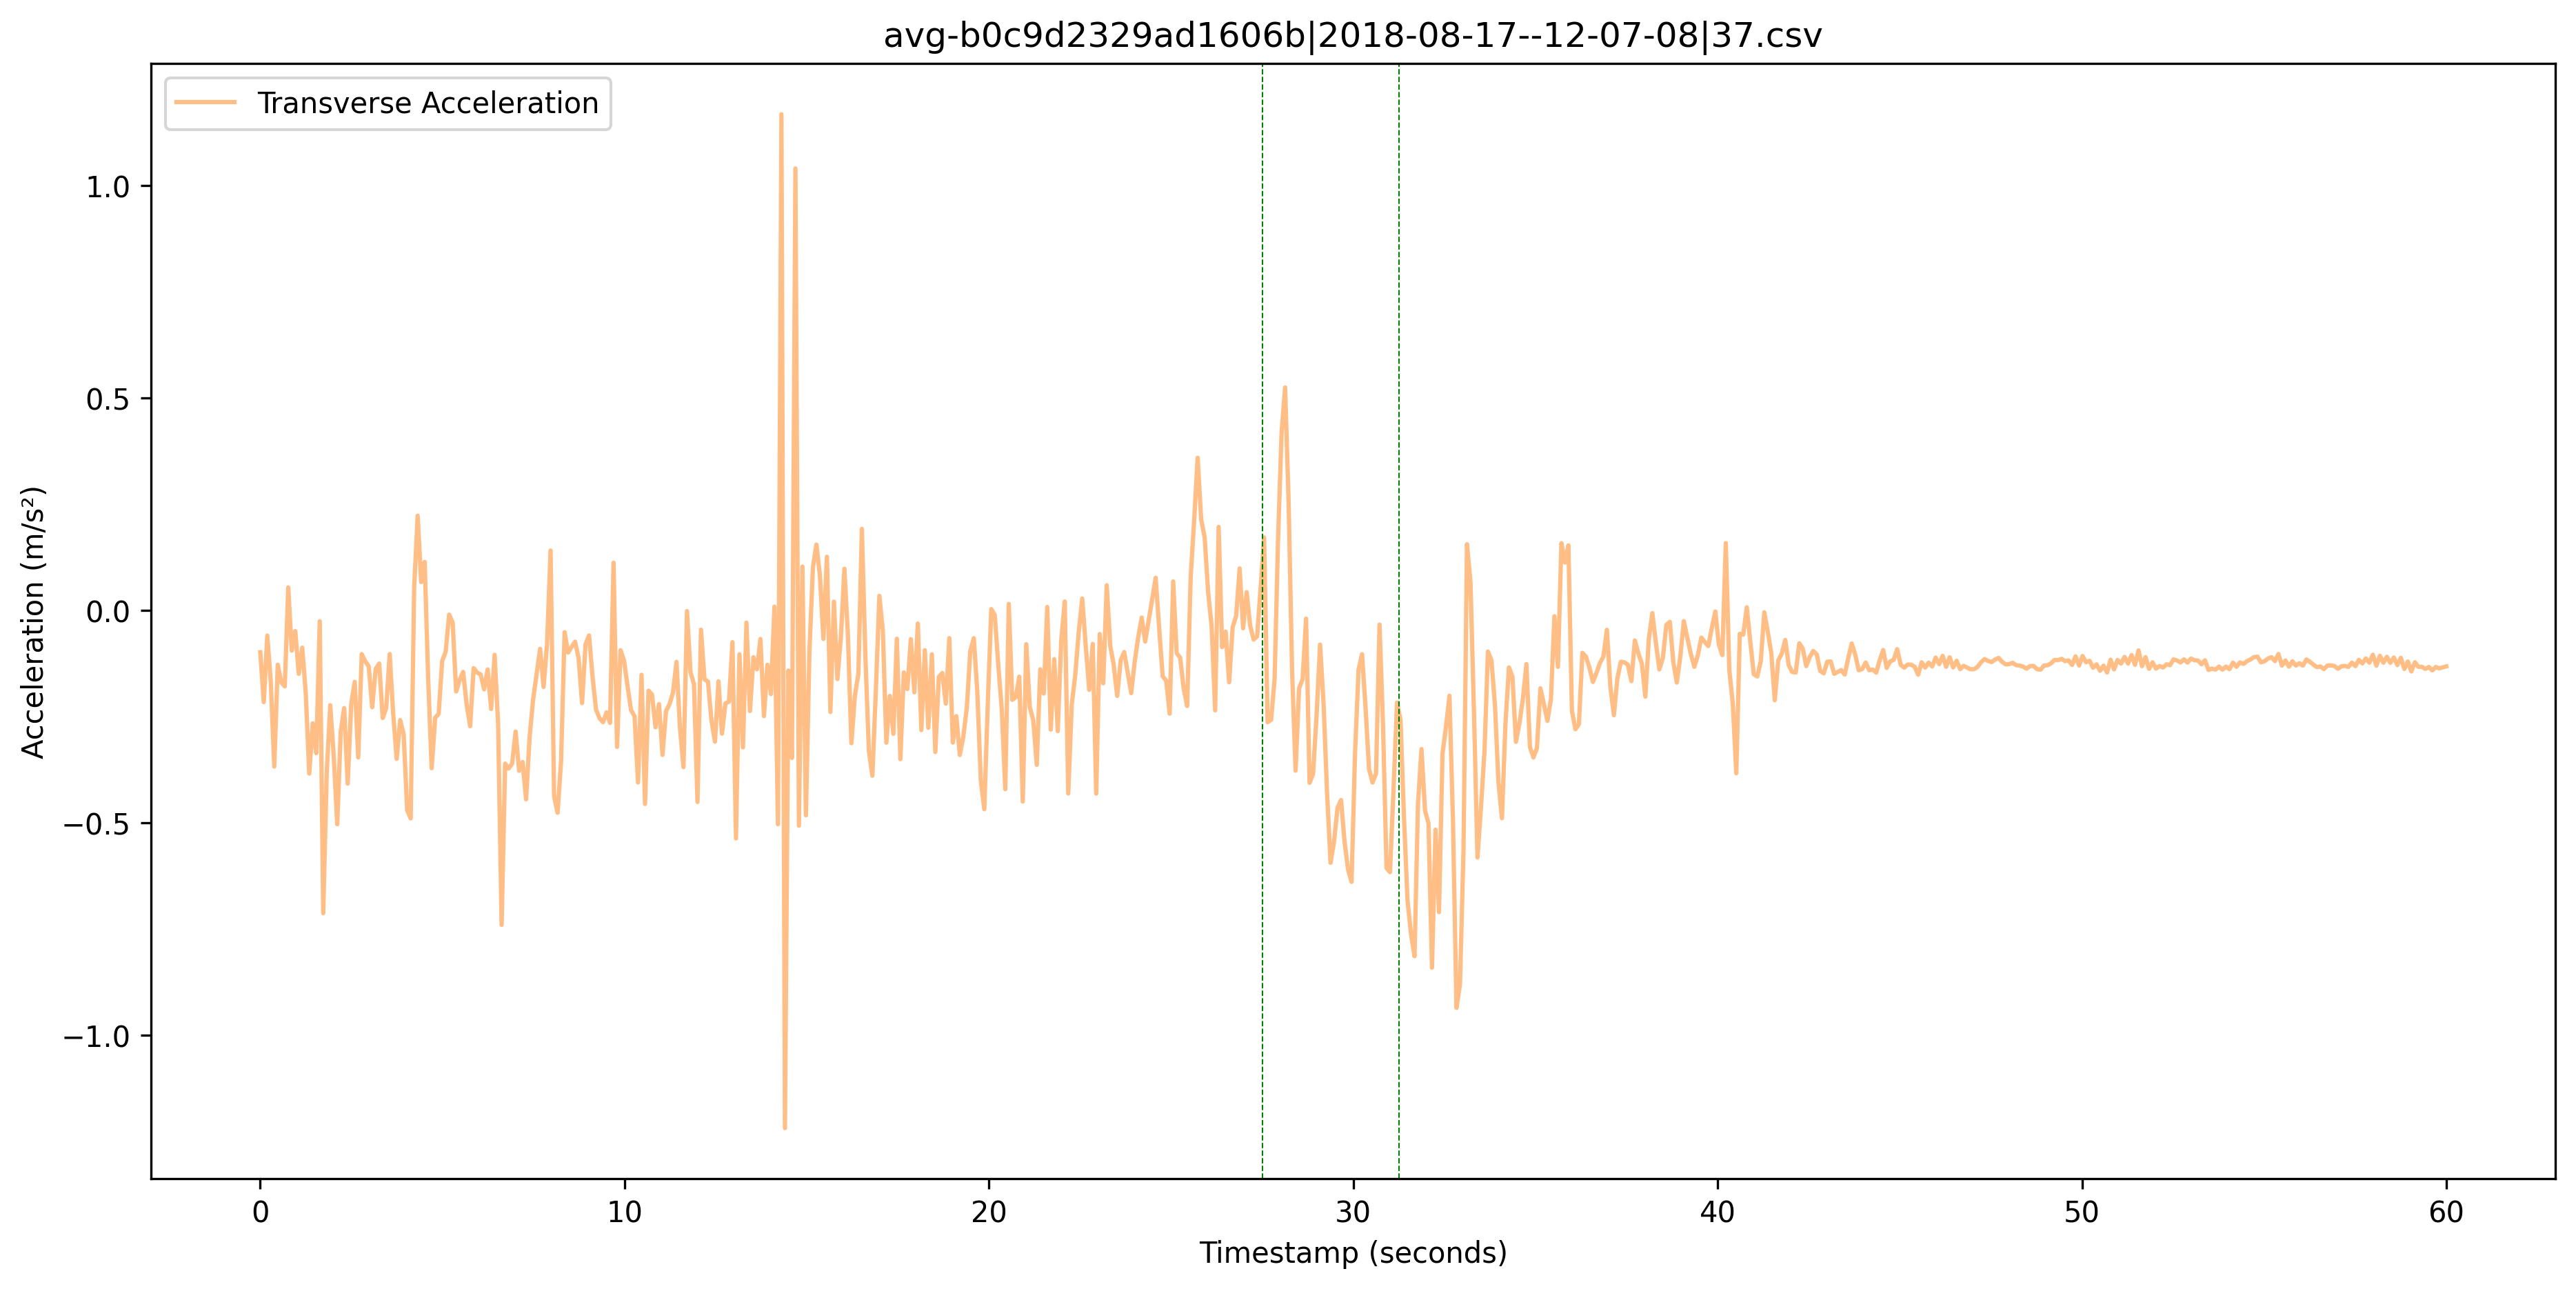 avg-b0c9d2329ad1606b|2018-08-17--12-07-08|37.csv
Transverse Acceleration
1.0
0.5
0.0
−0.5
−1.0
Acceleration (m/s²)
0 10 20 30 40 50 60
Timestamp (seconds)